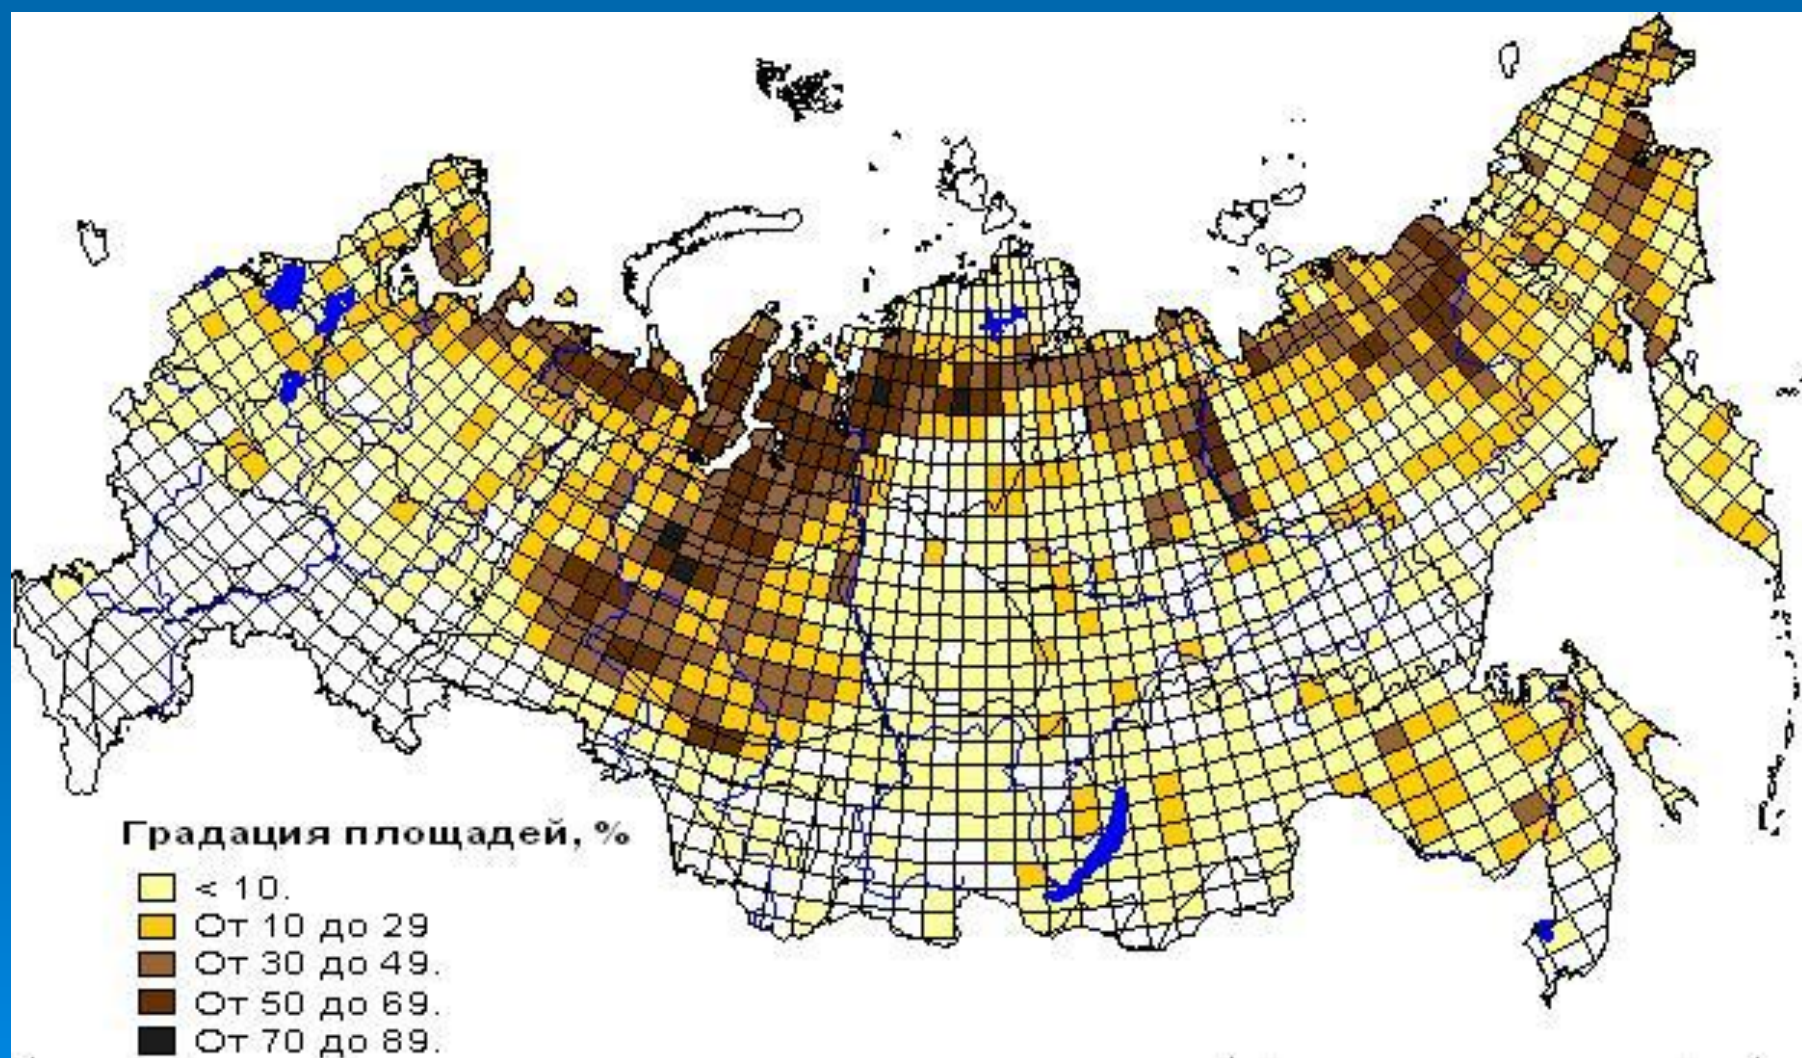 Градация площадей, %
< 10.
От 10 до 29
От 30 до 49.
От 50 до 69.
От 70 до 89.